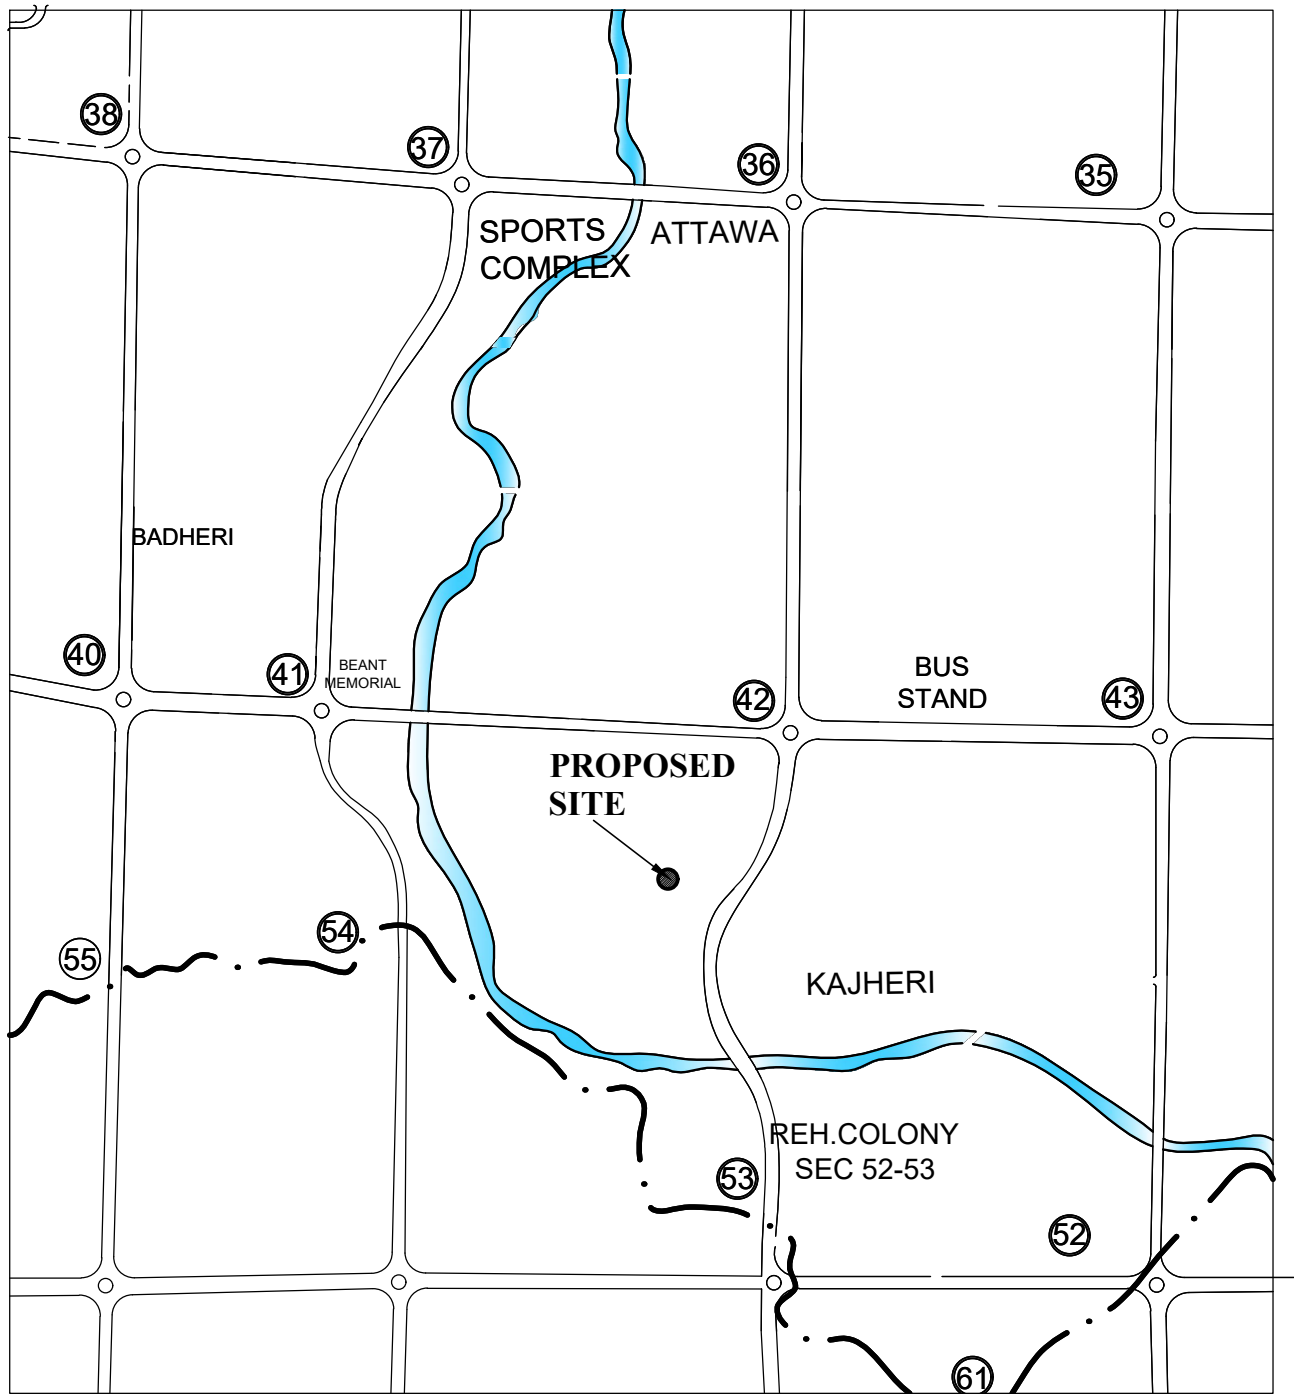 38
37
36
35
SPORTS
COMPLEX
ATTAWA
BADHERI
40
41
BEANT
MEMORIAL
42
BUS
STAND
43
PROPOSED
SITE
55
54
KAJHERI
REH.COLONY
SEC 52-53
53
52
61